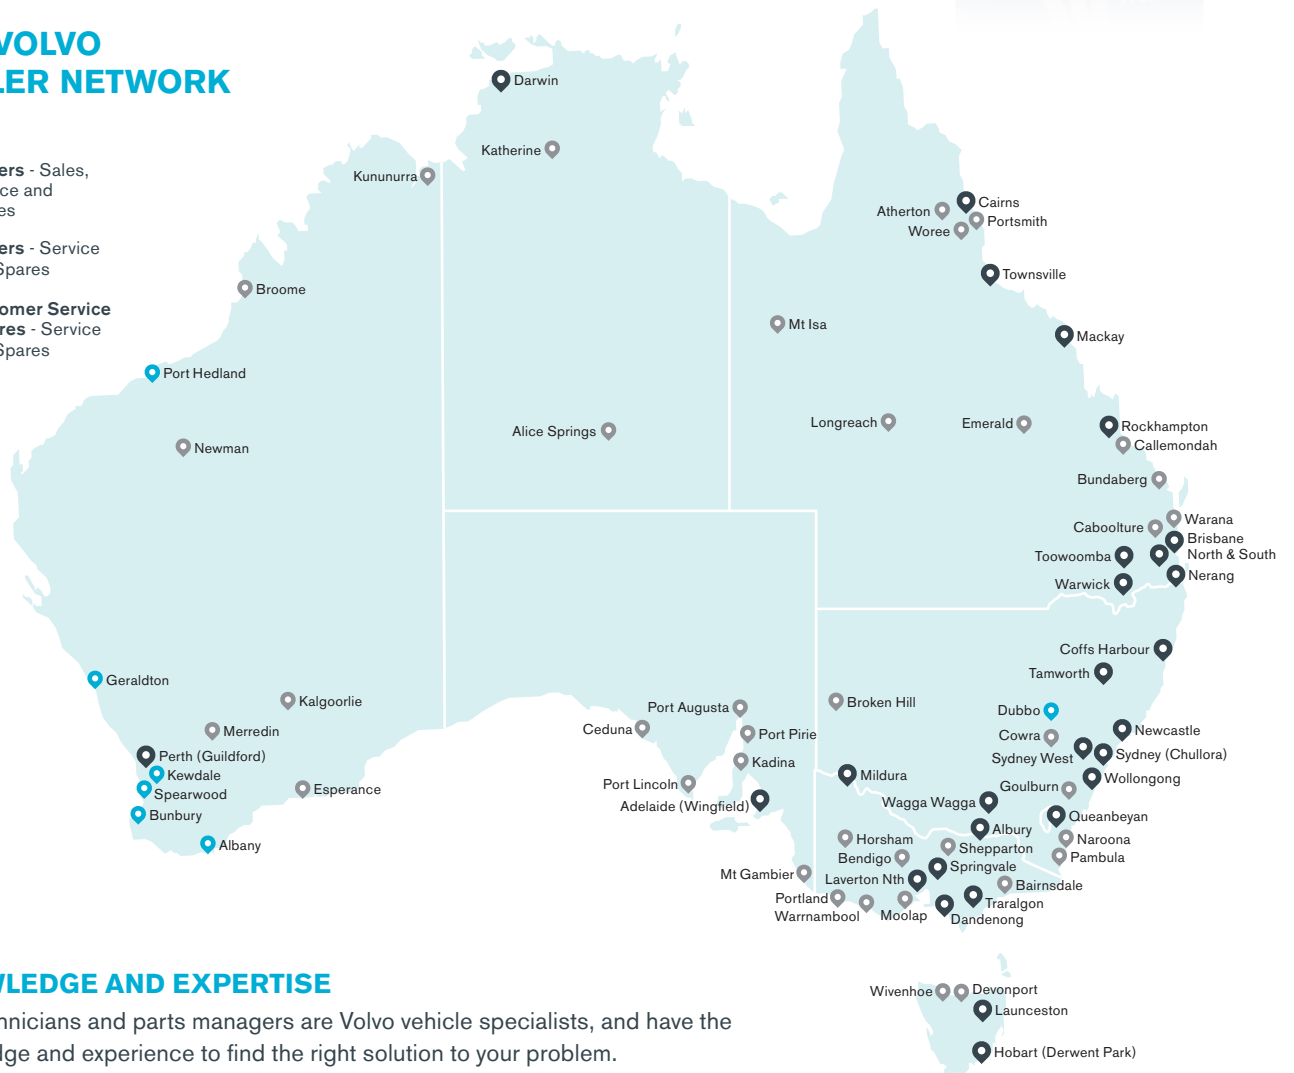 VOLVO
LER NETWORK
ers - Sales,
ce and
es
ers - Service
Spares
omer Service
res - Service
Spares
Darwin
Katherine
Kununurra
Broome
Port Hedland
Newman
Alice Springs
Atherton
Cairns
Portsmith
Woree
Townsville
Mt Isa
Mackay
Longreach
Emerald
Rockhampton
Callemondah
Bundaberg
Warana
Caboolture
Brisbane
North & South
Toowoomba
Nerang
Warwick
Coffs Harbour
Tamworth
Geraldton
Kalgoorlie
Merredin
Perth (Guildford)
Kewdale
Spearwood
Esperance
Bunbury
Albany
Port Augusta
Ceduna
Port Pirie
Kadina
Port Lincoln
Adelaide (Wingfield)
Mt Gambier
Broken Hill
Dubbo
Cowra
Newcastle
Sydney West
Sydney (Chullora)
Mildura
Goulburn
Wollongong
Wagga Wagga
Queanbeyan
Albury
Naroona
Horsham
Shepparton
Bendigo
Pambula
Springvale
Laverton Nth
Bairnsdale
Portland
Traralgon
Warrnambool
Moolap
Dandenong
Wivenhoe
Devonport
Launceston
Hobart (Derwent Park)
WLEDGE AND EXPERTISE
hnicians and parts managers are Volvo vehicle specialists, and have the
dge and experience to find the right solution to your problem.